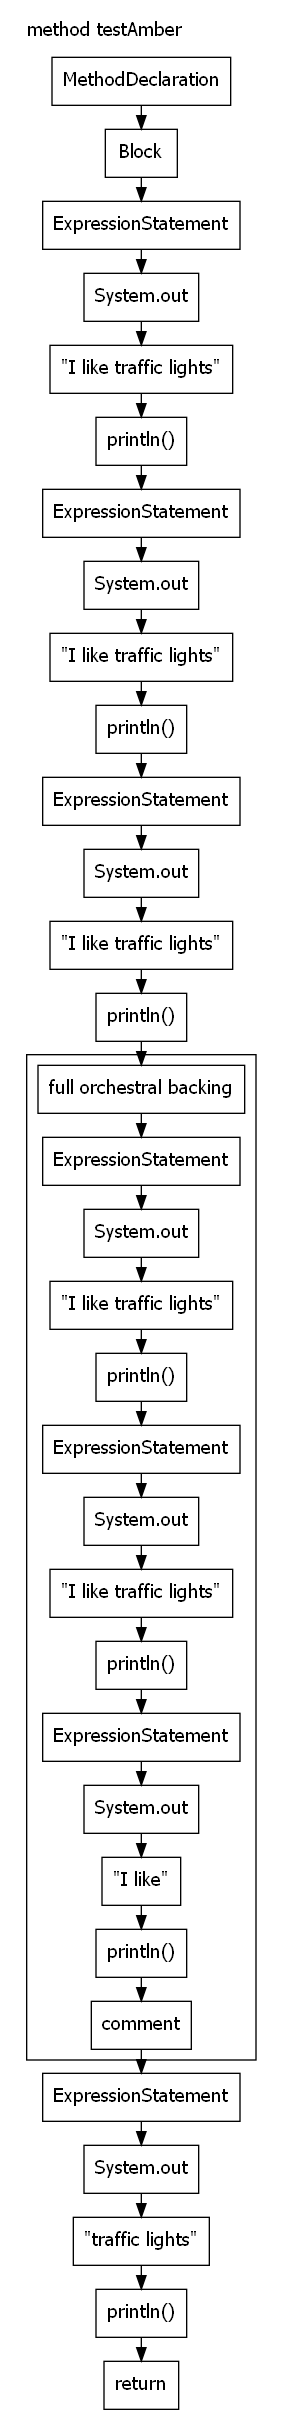 method testAmber
MethodDeclaration
Block
ExpressionStatement
System.out
"I like traffic lights"
println()
ExpressionStatement
System.out
"I like traffic lights"
println()
ExpressionStatement
System.out
"I like traffic lights"
println()
full orchestral backing
ExpressionStatement
System.out
"I like traffic lights"
println()
ExpressionStatement
System.out
"I like traffic lights"
println()
ExpressionStatement
System.out
"I like"
println()
comment
ExpressionStatement
System.out
"traffic lights"
println()
return